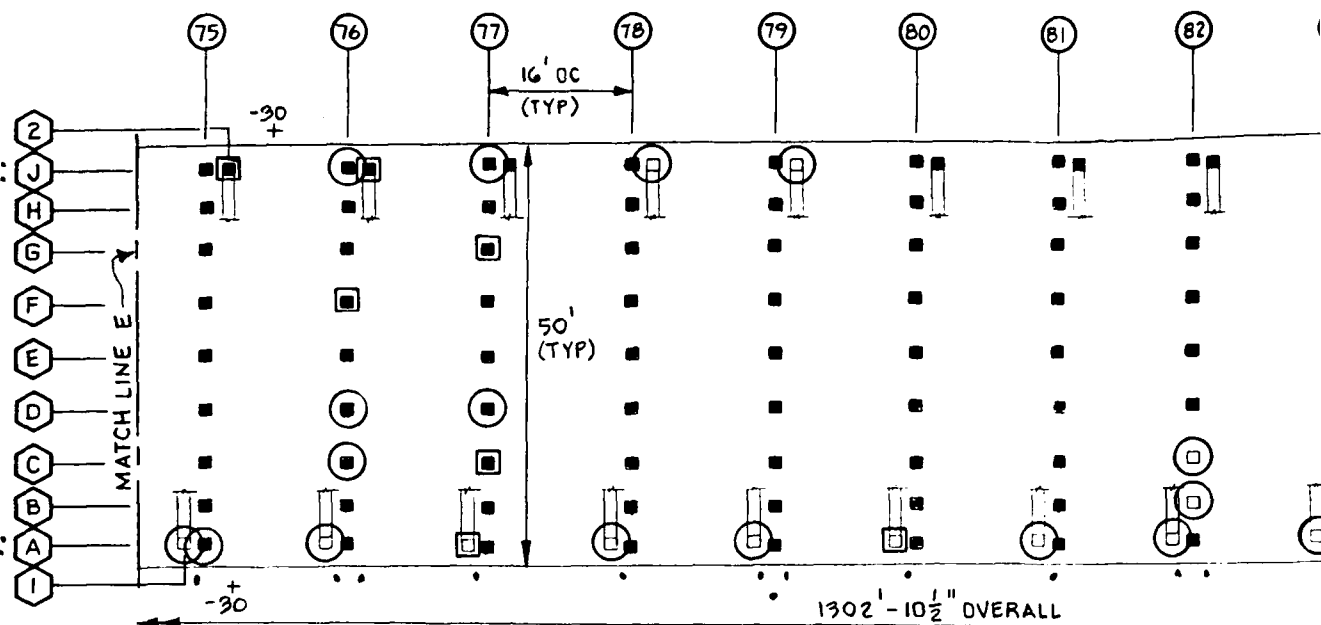 75 76 77 78 79 80 81 82
16' OC
(TYP)
-30
+
2
J
H
G
F
E
D
C
B
A
1
MATCH LINE E
50'
(TYP)
+
-30
1302'-10½" OVERALL